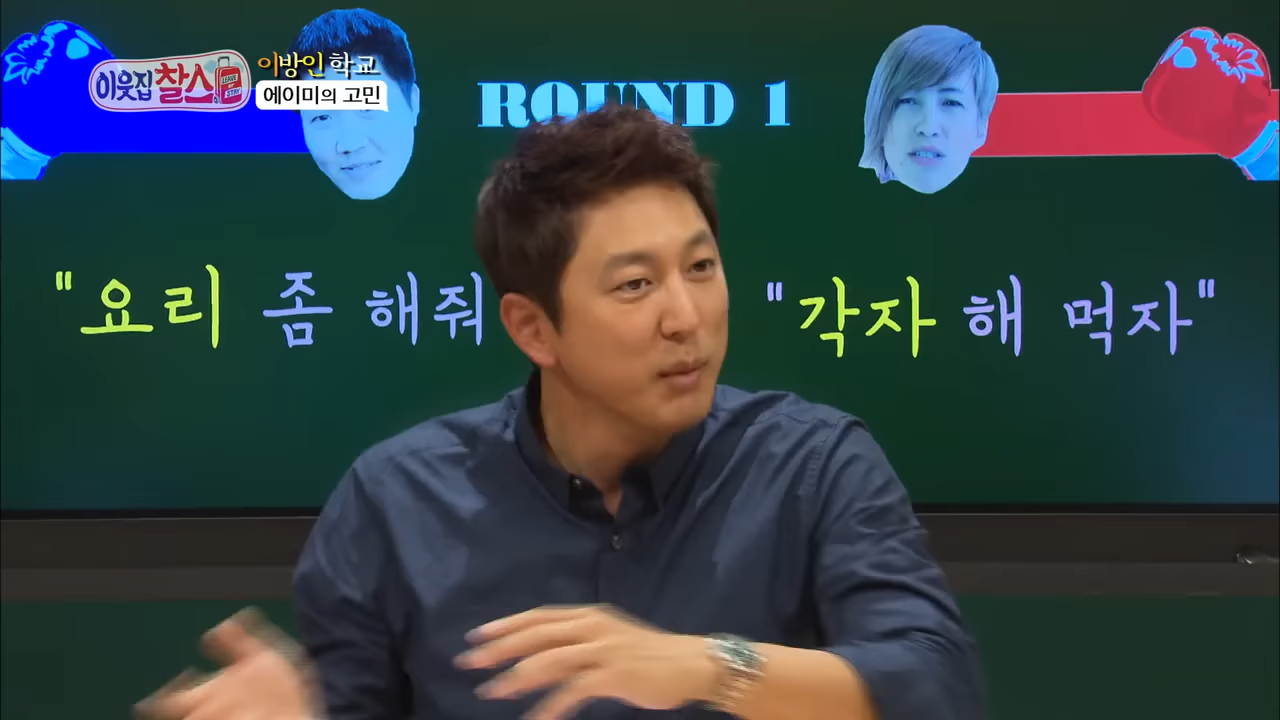 이웃집 찰스
LEAVE or STAY
이방인 학교
에이미의 고민
ROUND 1
"요리 좀 해줘
"각자 해 먹자"